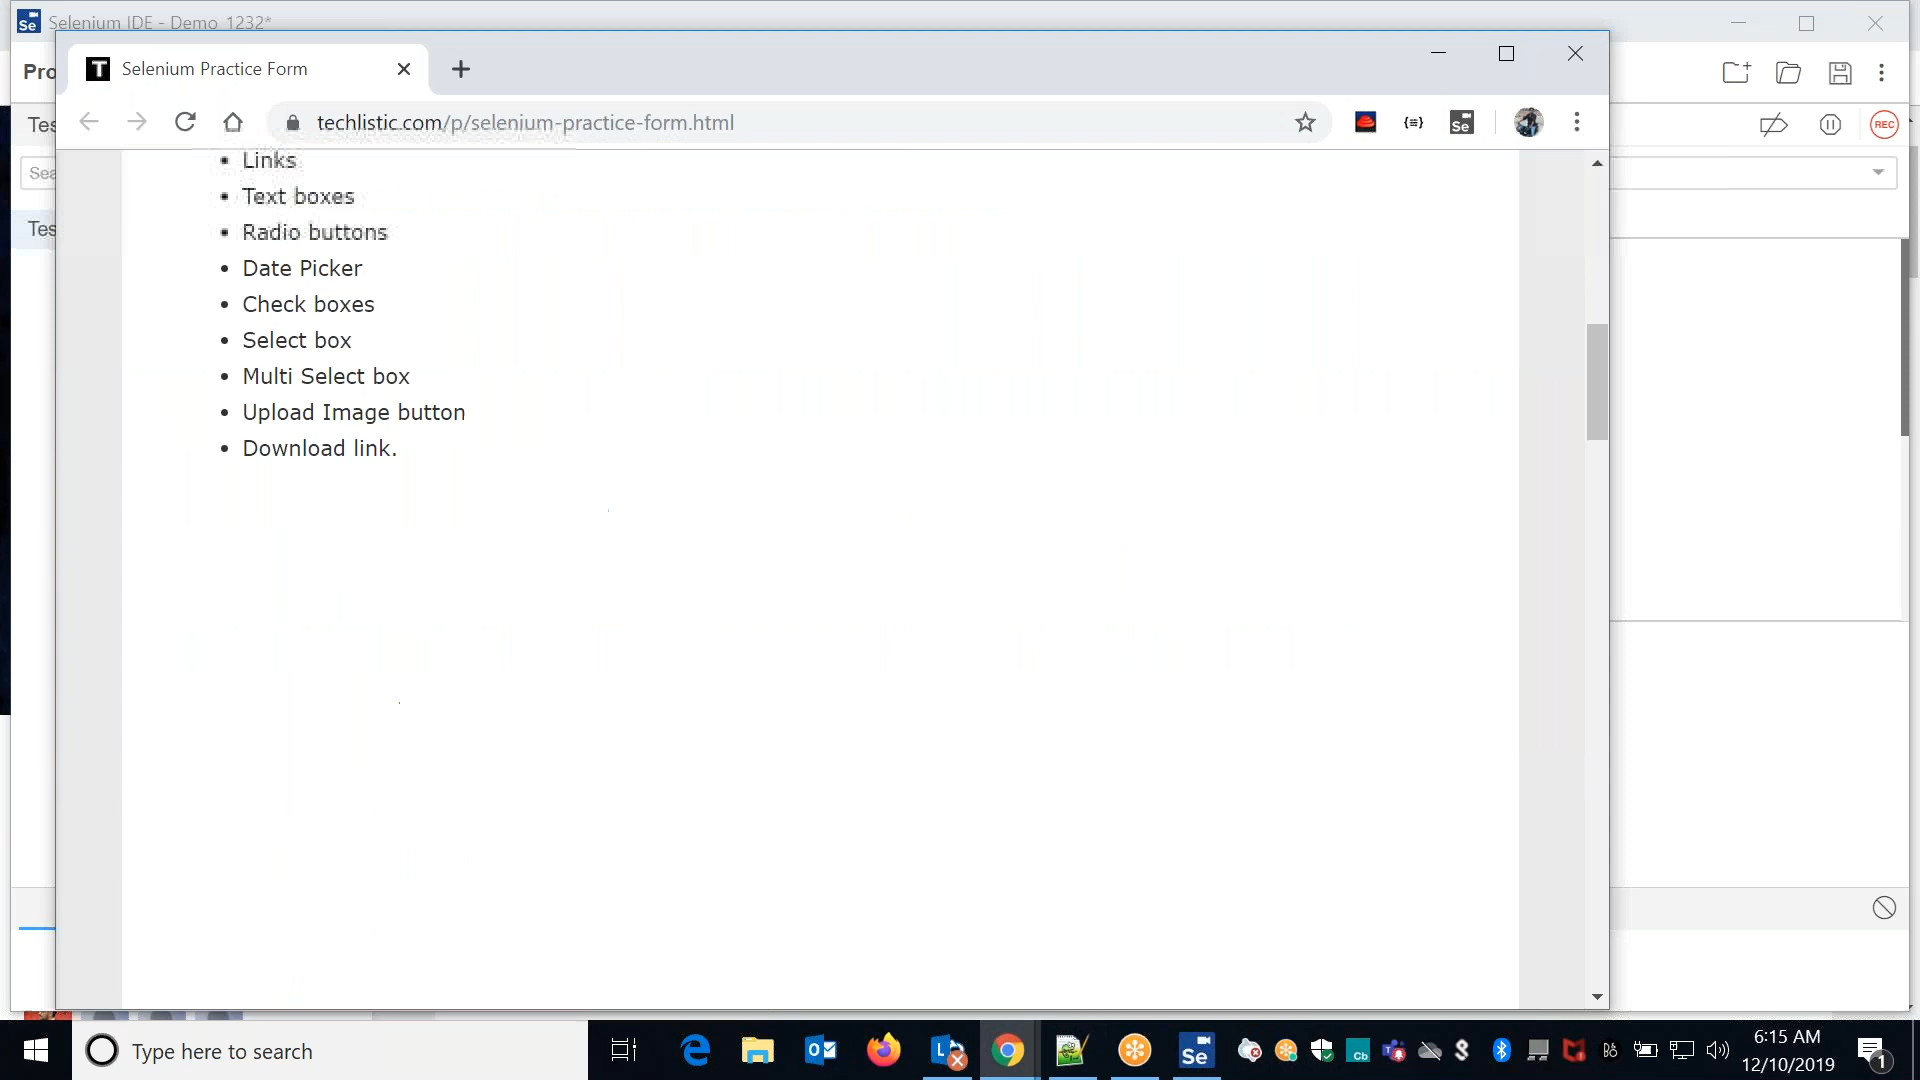 Selenium IDE - Demo_1232*
Pro
Selenium Practice Form
techlistic.com/p/selenium-practice-form.html
Tes
REC
Sea
Tes
• Links
• Text boxes
• Radio buttons
• Date Picker
• Check boxes
• Select box
• Multi Select box
• Upload Image button
• Download link.
Type here to search
6:15 AM
12/10/2019
1